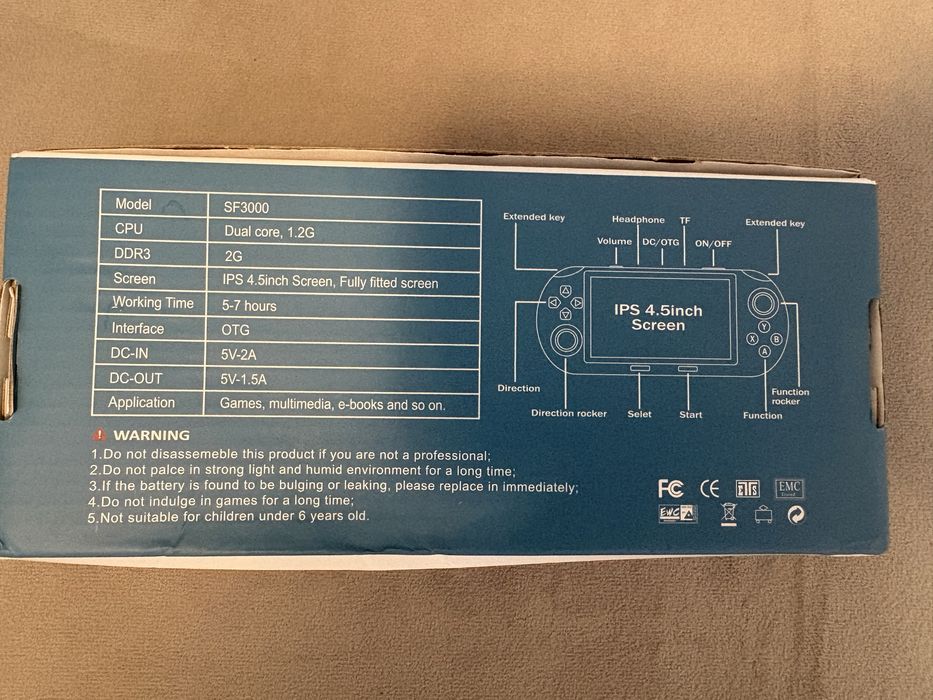 Model SF3000
CPU Dual core, 1.2G
DDR3 2G
Screen IPS 4.5inch Screen, Fully fitted screen
Working Time 5-7 hours
Interface OTG
DC-IN 5V-2A
DC-OUT 5V-1.5A
Application Games, multimedia, e-books and so on.
WARNING
1.Do not disassemeble this product if you are not a professional;
2.Do not palce in strong light and humid environment for a long time;
3.If the battery is found to be bulging or leaking, please replace in immediately;
4.Do not indulge in games for a long time;
5.Not suitable for children under 6 years old.
Extended key
Headphone TF
Extended key
Volume DC/OTG ON/OFF
IPS 4.5inch
Screen
Y
X B
A
Direction
Function
rocker
Direction rocker Selet Start Function
FC CE EMC
EWC